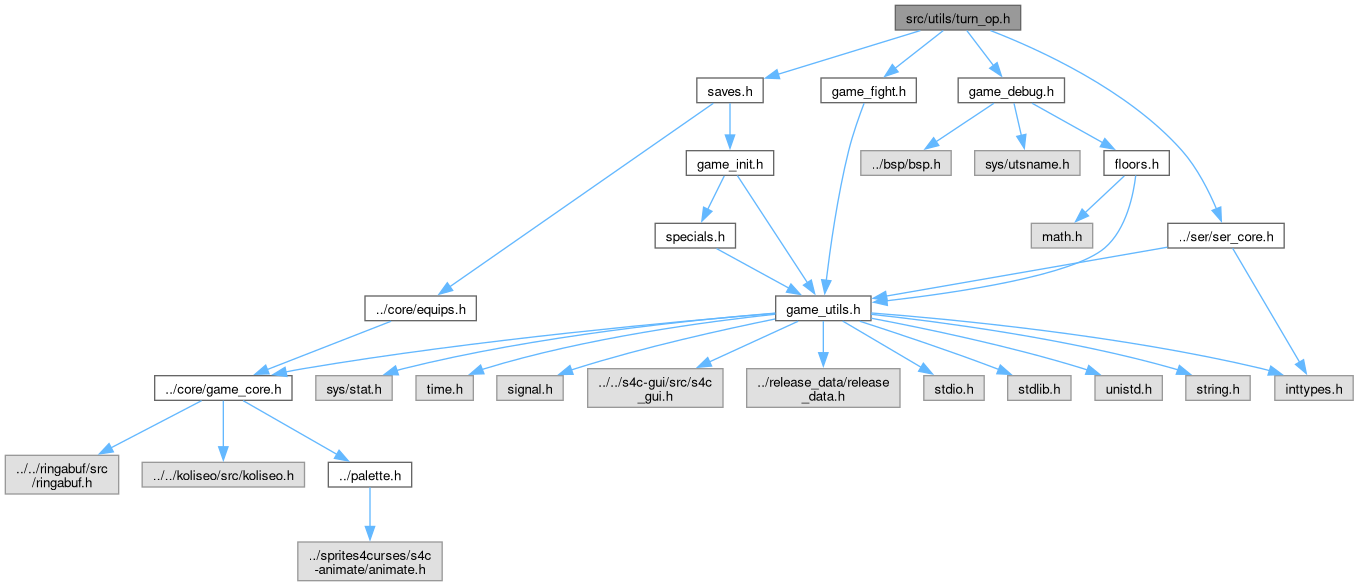 src/utils/turn_op.h
saves.h
game_fight.h
game_debug.h
game_init.h
../bsp/bsp.h
sys/utsname.h
floors.h
specials.h
math.h
../ser/ser_core.h
../core/equips.h
game_utils.h
../core/game_core.h
sys/stat.h
time.h
signal.h
../../s4c-gui/src/s4c
_gui.h
../release_data/release
_data.h
stdio.h
stdlib.h
unistd.h
string.h
inttypes.h
../../ringabuf/src
/ringabuf.h
../../koliseo/src/koliseo.h
../palette.h
../sprites4curses/s4c
-animate/animate.h